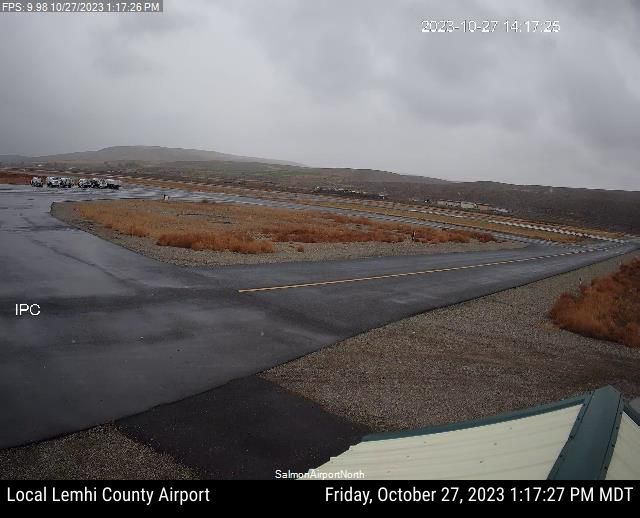 FPS: 9.98 10/27/2023 1:17:26 PM
2023-10-27 14:17:25
IPC
SalmonAirportNorth
Local Lemhi County Airport Friday, October 27, 2023 1:17:27 PM MDT